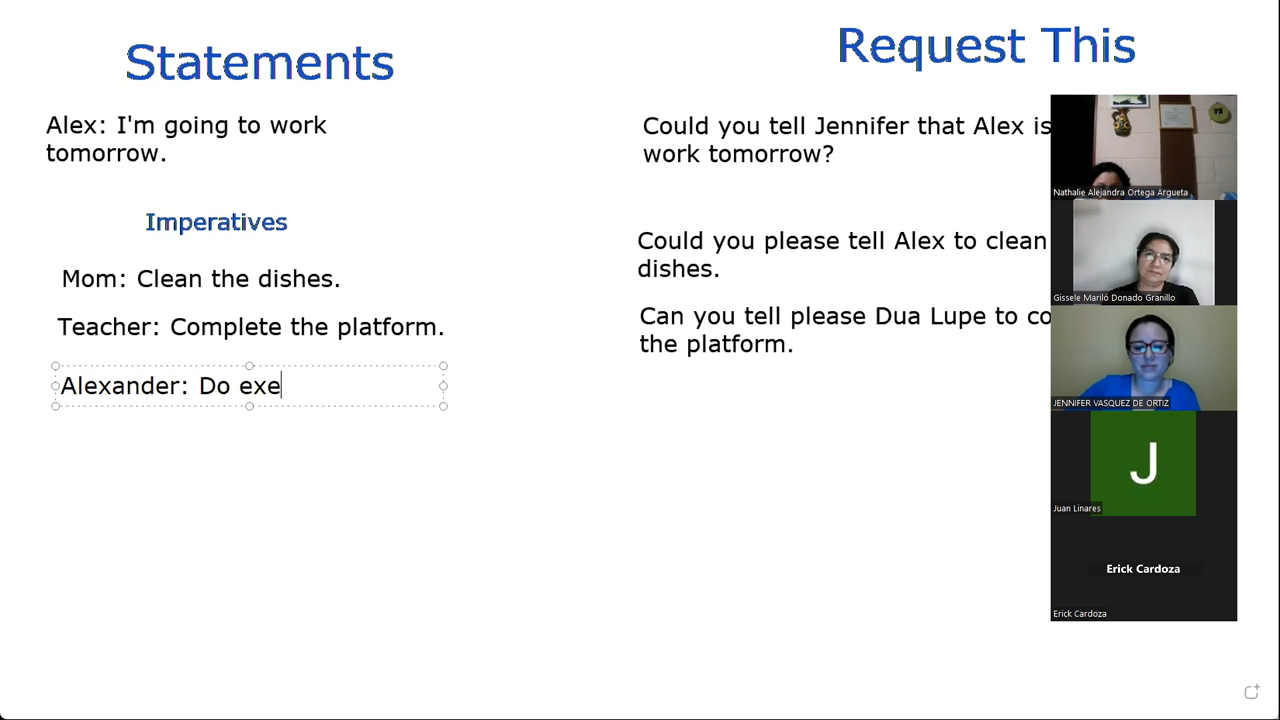 Statements
Request This
Alex: I'm going to work
tomorrow.
Could you tell Jennifer that Alex is
work tomorrow?
Imperatives
Mom: Clean the dishes.
Could you please tell Alex to clean
dishes.
Teacher: Complete the platform.
Can you tell please Dua Lupe to co
the platform.
Alexander: Do exe
Nathalie Alejandra Ortega Argueta
Gissele Mariló Donado Granillo
JENNIFER VASQUEZ DE ORTIZ
J
Juan Linares
Erick Cardoza
Erick Cardoza